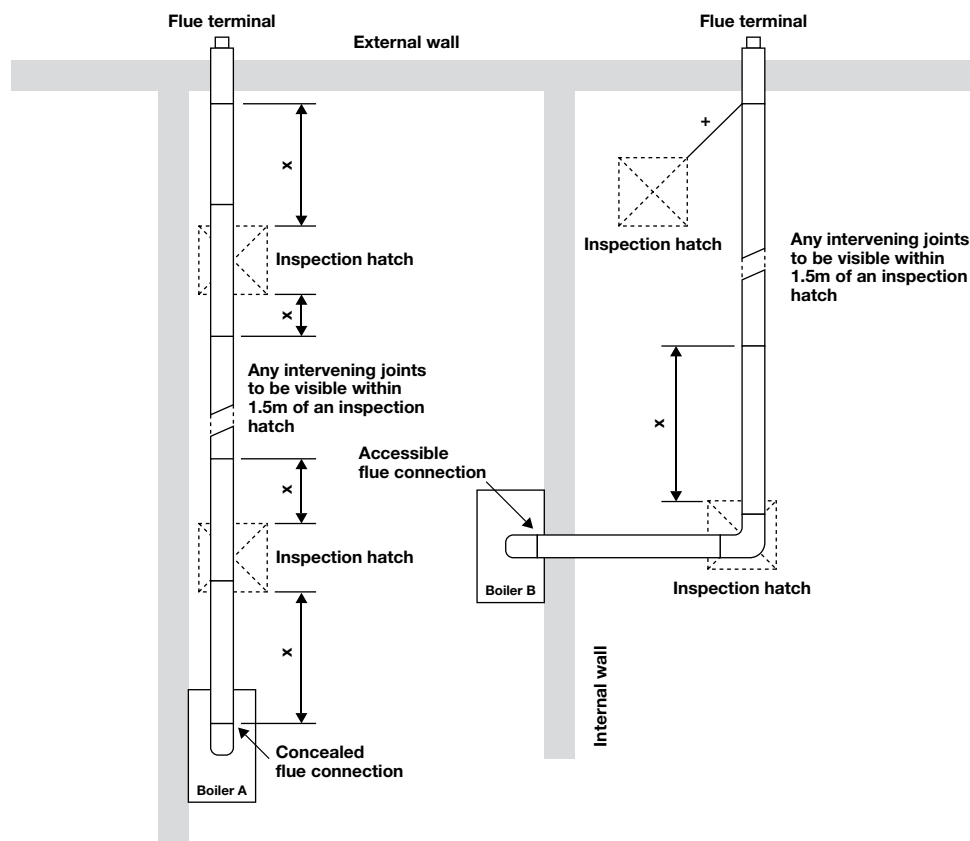 Flue terminal
External wall
Flue terminal
x
+
Inspection hatch
x
Any intervening joints
to be visible within
1.5m of an inspection
hatch
x
Inspection hatch
x
Concealed
flue connection
Boiler A
Inspection hatch
Any intervening joints
to be visible within
1.5m of an inspection
hatch
x
Accessible
flue connection
Boiler B
Inspection hatch
Internal wall